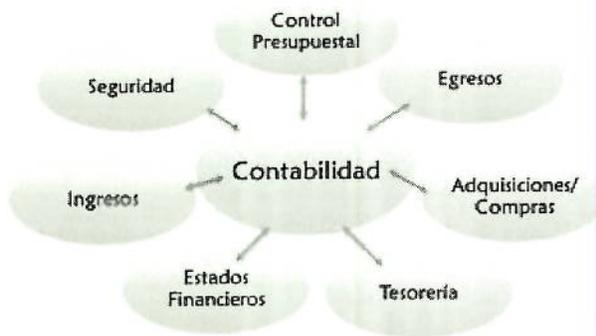 Control
Presupuestal
Seguridad
Egresos
Contabilidad
Ingresos
Adquisiciones/
Compras
Estados
Financieros
Tesorería